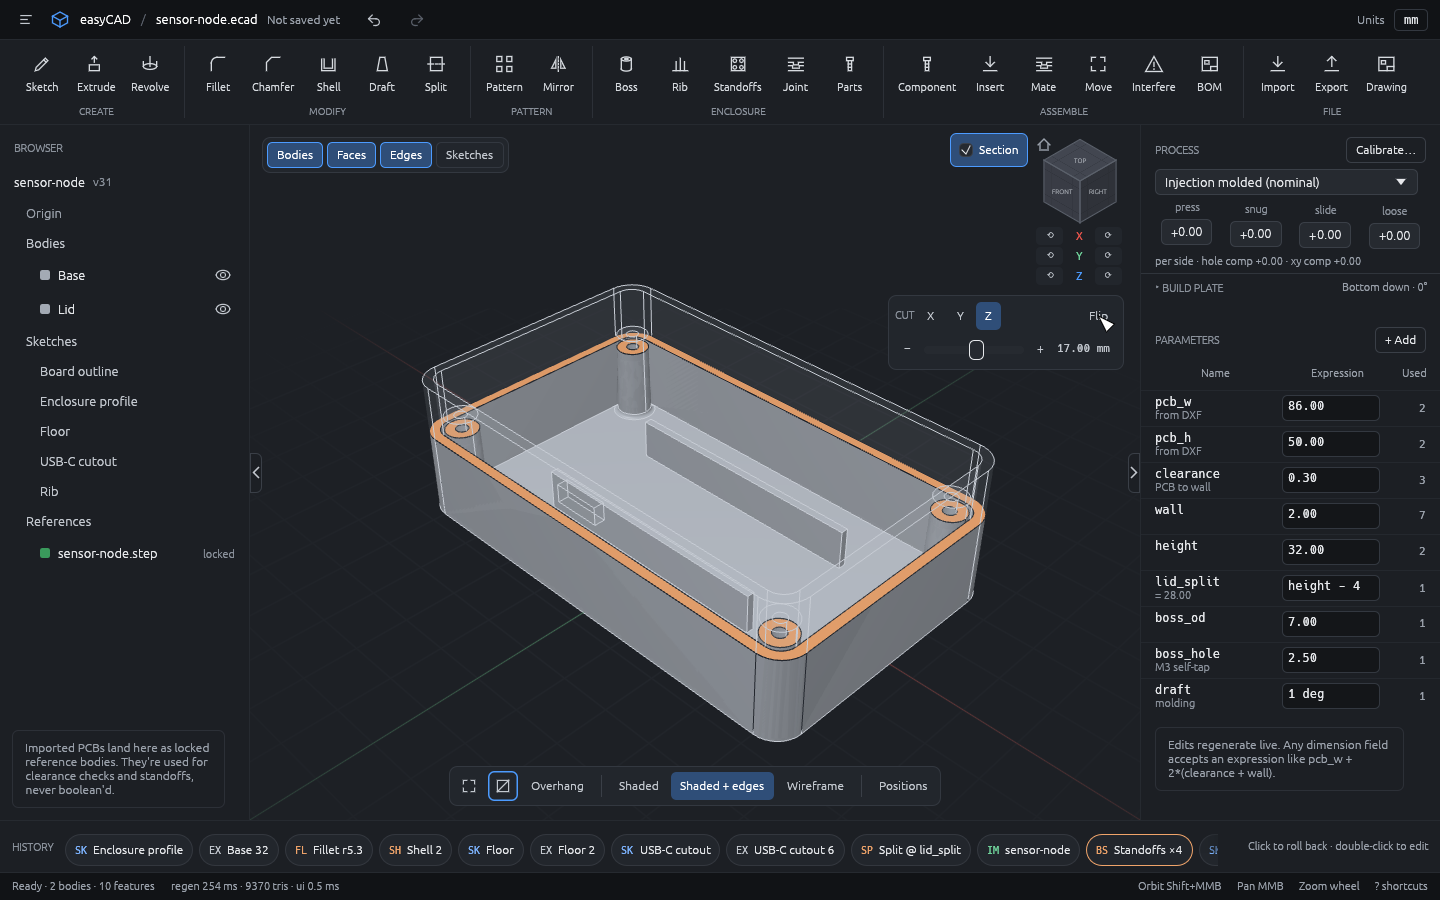 easyCAD / sensor-node.ecad Not saved yet
Units mm
Sketch Extrude Revolve Fillet Chamfer Shell Draft Split Pattern Mirror Boss Rib Standoffs Joint Parts Component Insert Mate Move Interfere BOM Import Export Drawing
CREATE MODIFY PATTERN ENCLOSURE ASSEMBLE FILE
BROWSER
sensor-node v31
Origin
Bodies
Base
Lid
Sketches
Board outline
Enclosure profile
Floor
USB-C cutout
Rib
References
sensor-node.step locked
Imported PCBs land here as locked
reference bodies. They're used for
clearance checks and standoffs,
never boolean'd.
Bodies Faces Edges Sketches
Section
TOP
FRONT RIGHT
X
Y
Z
CUT X Y Z
− + 17.00 mm
Overhang Shaded Shaded + edges Wireframe Positions
PROCESS Calibrate...
Injection molded (nominal)
press snug slide loose
+0.00 +0.00 +0.00 +0.00
per side · hole comp +0.00 · xy comp +0.00
BUILD PLATE Bottom down · 0°
PARAMETERS + Add
Name Expression Used
pcb_w 86.00 2
from DXF
pcb_h 50.00 2
from DXF
clearance 0.30 3
PCB to wall
wall 2.00 7
height 32.00 2
lid_split height - 4 1
= 28.00
boss_od 7.00 1
boss_hole 2.50 1
M3 self-tap
draft 1 deg 1
molding
Edits regenerate live. Any dimension field
accepts an expression like pcb_w +
2*(clearance + wall).
HISTORY SK Enclosure profile EX Base 32 FL Fillet r5.3 SH Shell 2 SK Floor EX Floor 2 SK USB-C cutout EX USB-C cutout 6 SP Split @ lid_split IM sensor-node BS Standoffs ×4
Click to roll back · double-click to edit
Ready · 2 bodies · 10 features regen 254 ms · 9370 tris · ui 0.5 ms
Orbit Shift+MMB Pan MMB Zoom wheel ? shortcuts